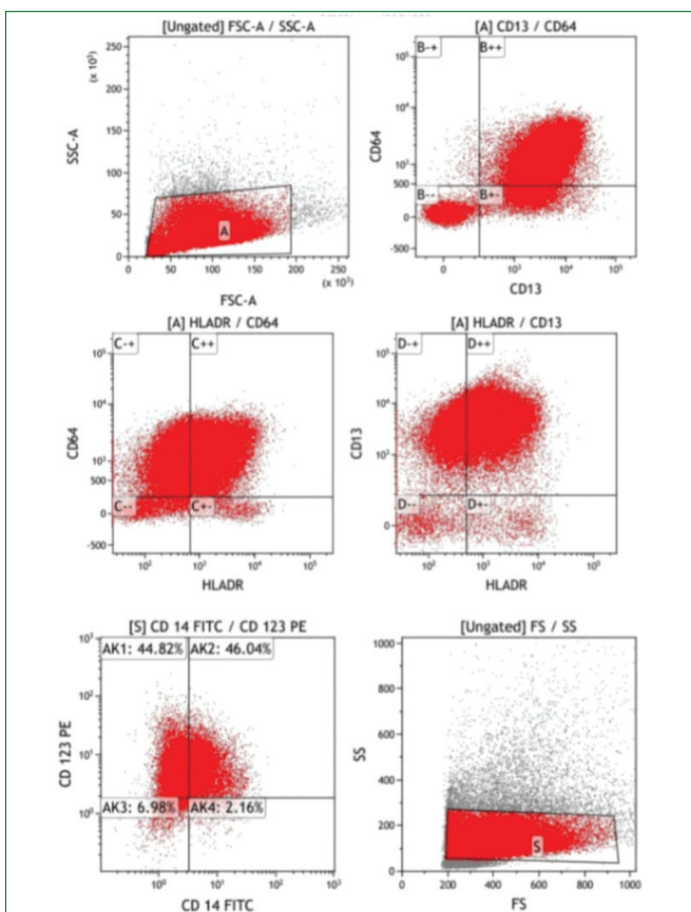 [Ungated] FSC-A / SSC-A
250
(x 10³)
200
150
100
50
0
SSC-A
A
0
50
100
150
200
250
(x 10³)
FSC-A
[A] CD13 / CD64
B-+
B++
10⁵
10⁴
10³
500
0
-500
CD64
B--
B+-
0
10³
10⁴
10⁵
CD13
[A] HLADR / CD64
C-+
C++
10⁵
10⁴
10³
500
0
-500
CD64
C--
C+-
10²
10³
10⁴
10⁵
HLADR
[A] HLADR / CD13
D-+
D++
10⁵
10⁴
10³
0
CD13
D--
D+-
10²
10³
10⁴
10⁵
HLADR
[S] CD 14 FITC / CD 123 PE
10³
AK1: 44.82%
AK2: 46.04%
10²
10¹
10⁰
CD 123 PE
AK3: 6.98%
AK4: 2.16%
10⁰
10¹
10²
10³
CD 14 FITC
[Ungated] FS / SS
1000
800
600
400
200
0
SS
S
0
200
400
600
800
1000
FS